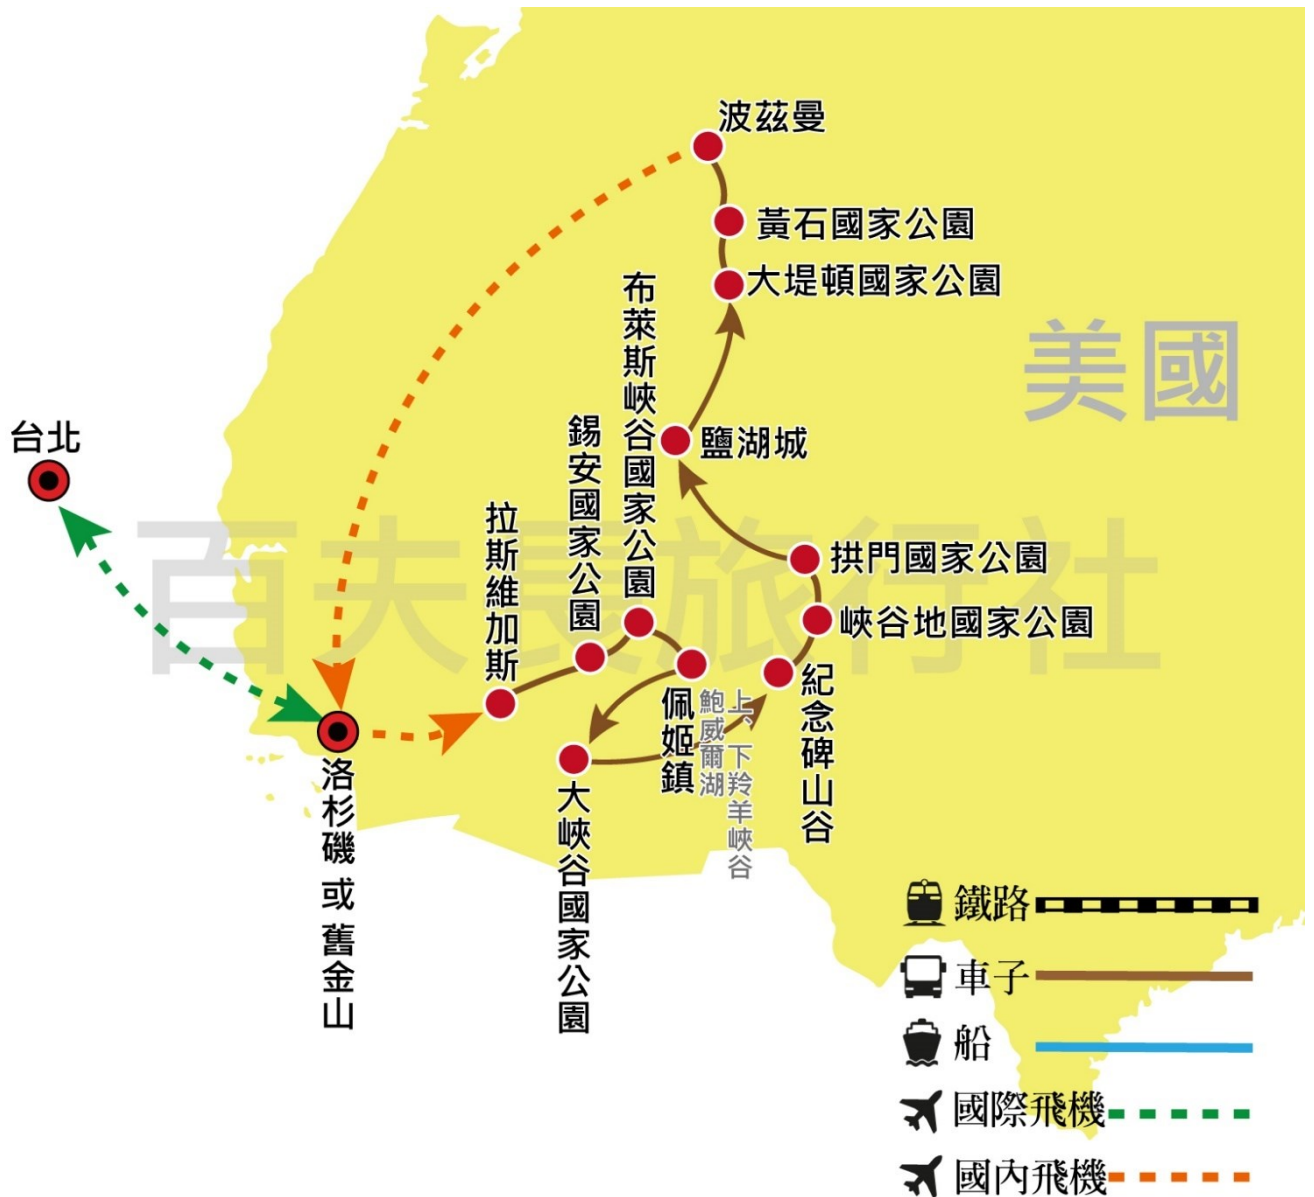 波茲曼
黃石國家公園
大堤頓國家公園
美國
布萊斯峽谷國家公園
台北
錫安國家公園
鹽湖城
拉斯維加斯
百夫長旅行社
拱門國家公園
峽谷地國家公園
紀念碑山谷
佩姬鎮
上、下羚羊峽谷
鮑威爾湖
洛杉磯 或 舊金山
大峽谷國家公園
鐵路
車子
船
國際飛機
國內飛機